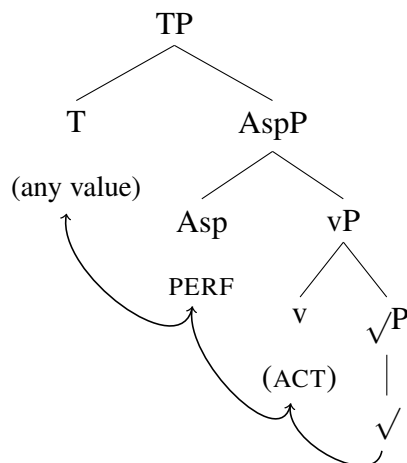 TP
T AspP
(any value) Asp vP
PERF v √P
(ACT) √